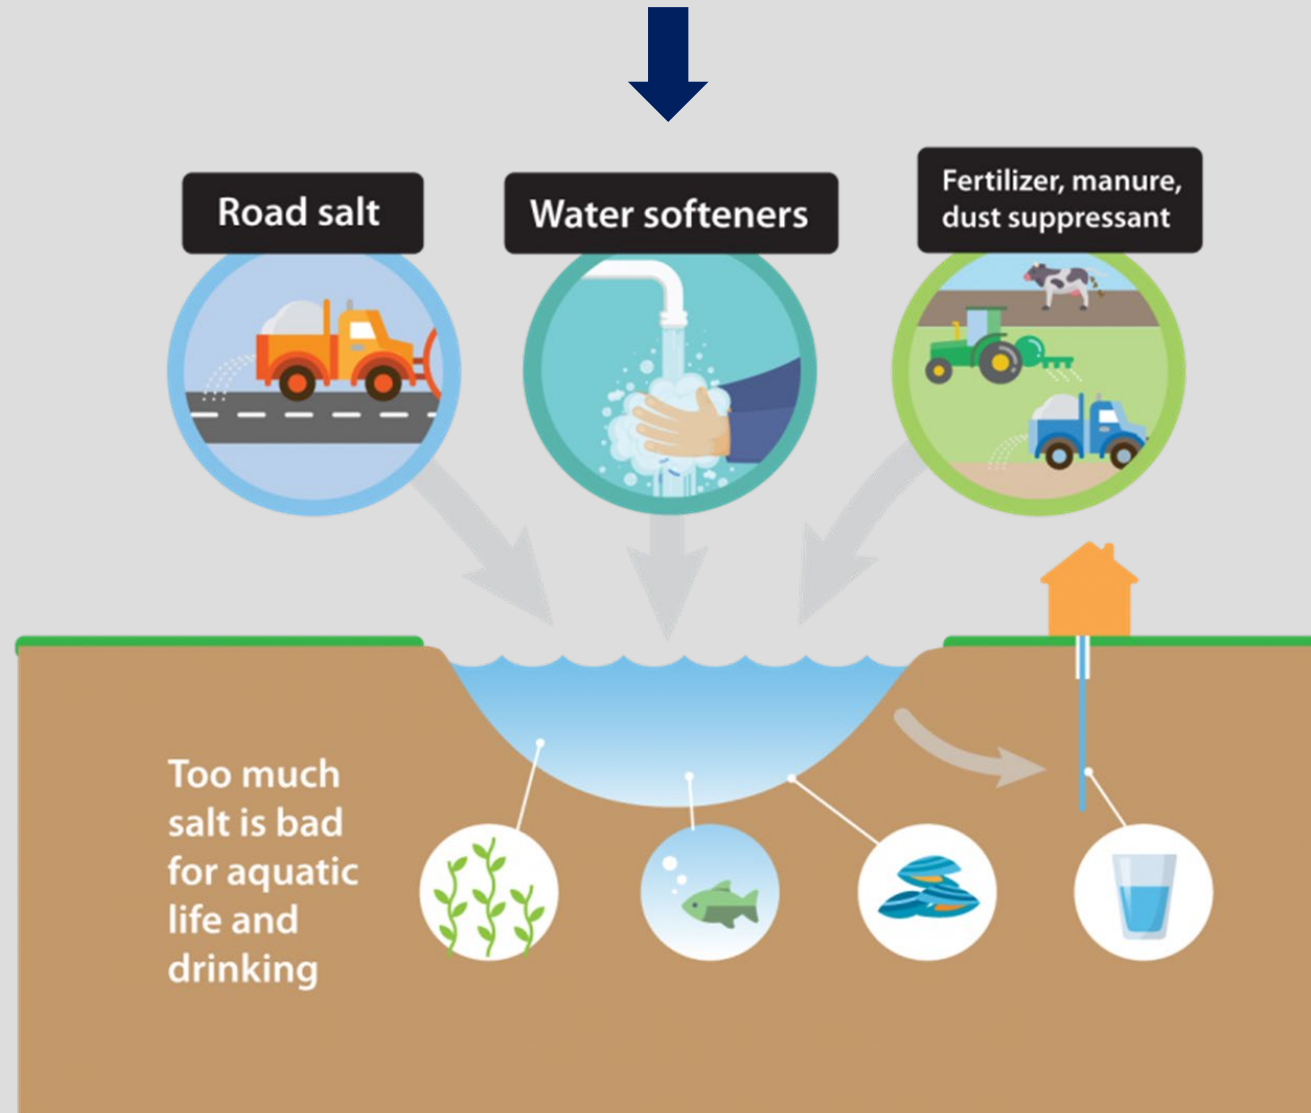 Road salt
Water softeners
Fertilizer, manure,
dust suppressant
Too much
salt is bad
for aquatic
life and
drinking